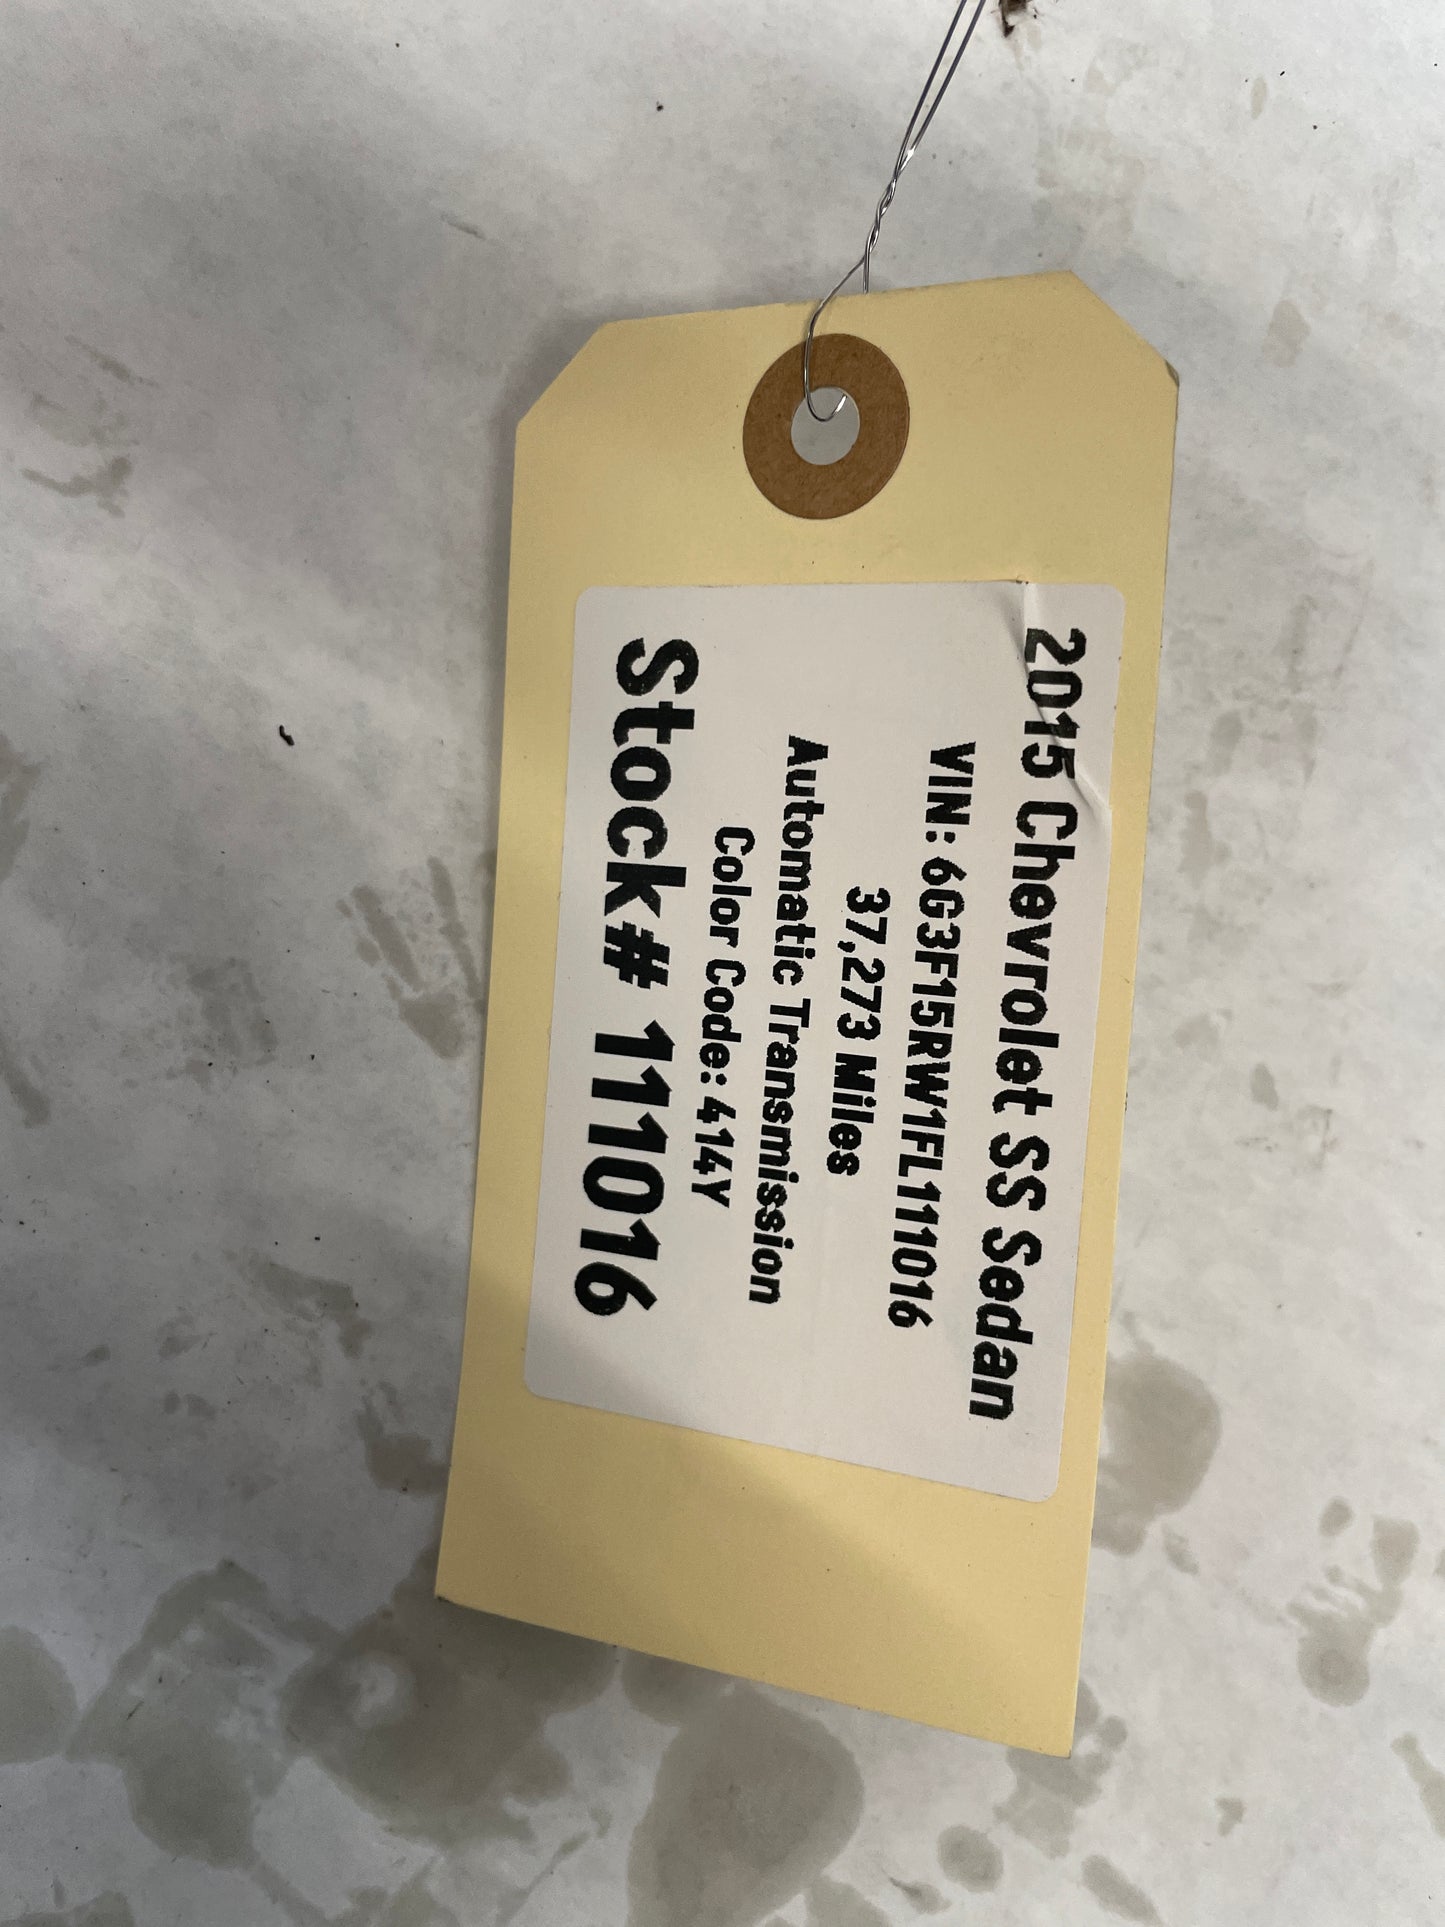 2015 Chevrolet SS Sedan
VIN: 6G3F15RW1FL111016
37,273 Miles
Automatic Transmission
Color Code: 414Y
Stock# 111016